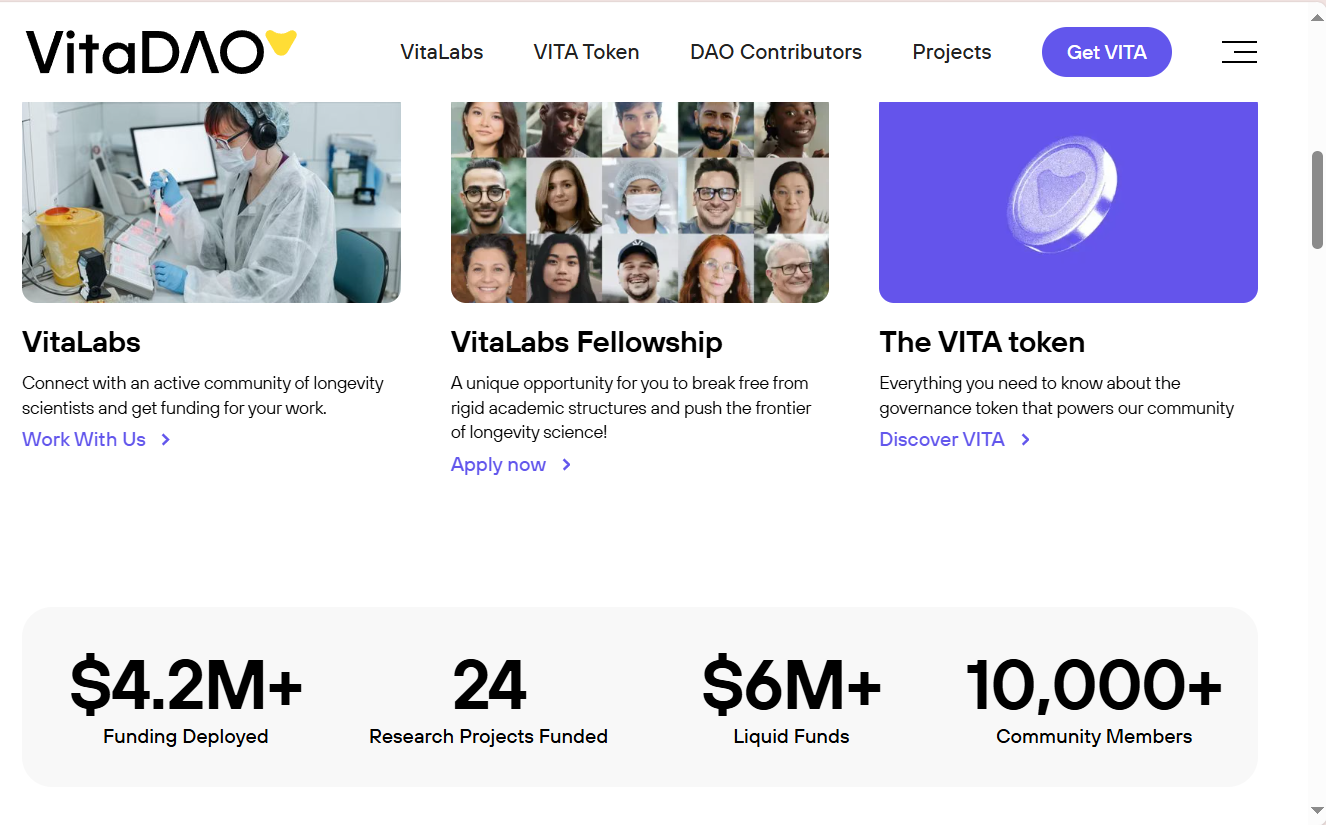 VitaDAO
VitaLabs
VITA Token
DAO Contributors
Projects
Get VITA
VitaLabs
Connect with an active community of longevity
scientists and get funding for your work.
Work With Us
VitaLabs Fellowship
A unique opportunity for you to break free from
rigid academic structures and push the frontier
of longevity science!
Apply now
The VITA token
Everything you need to know about the
governance token that powers our community
Discover VITA
$4.2M+
Funding Deployed
24
Research Projects Funded
$6M+
Liquid Funds
10,000+
Community Members